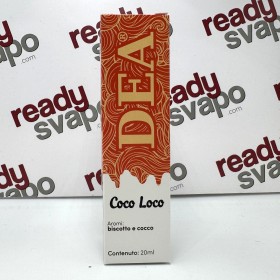 ready
svapo
.com
ready
svapo
.com
DEA®
Coco Loco
Aromi:
biscotto e cocco
Contenuto: 20ml
ready
svapo
.com
ready
svapo
.com